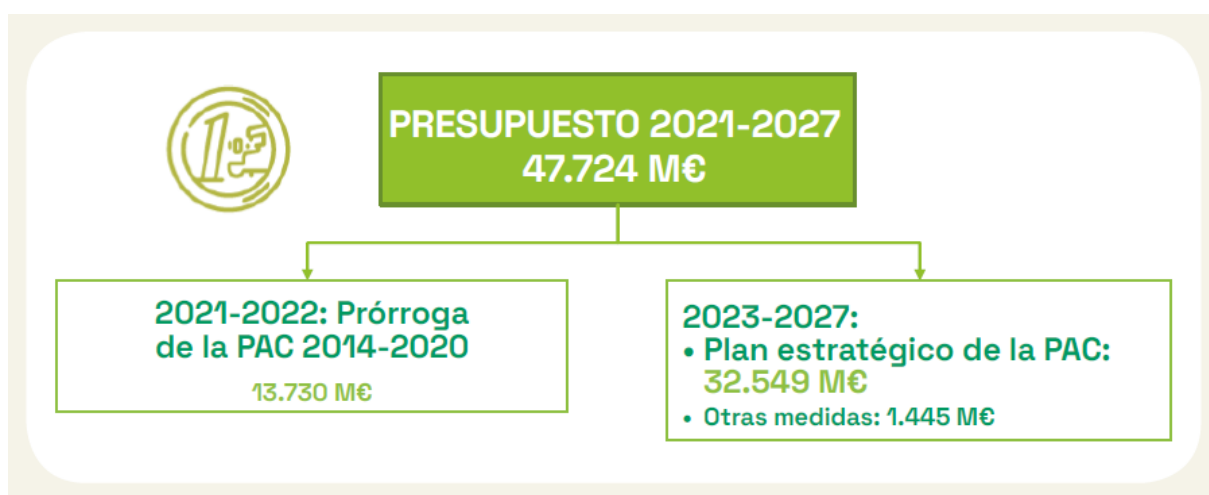 PRESUPUESTO 2021-2027
47.724 M€
2021-2022: Prórroga
de la PAC 2014-2020
13.730 M€
2023-2027:
• Plan estratégico de la PAC:
32.549 M€
• Otras medidas: 1.445 M€